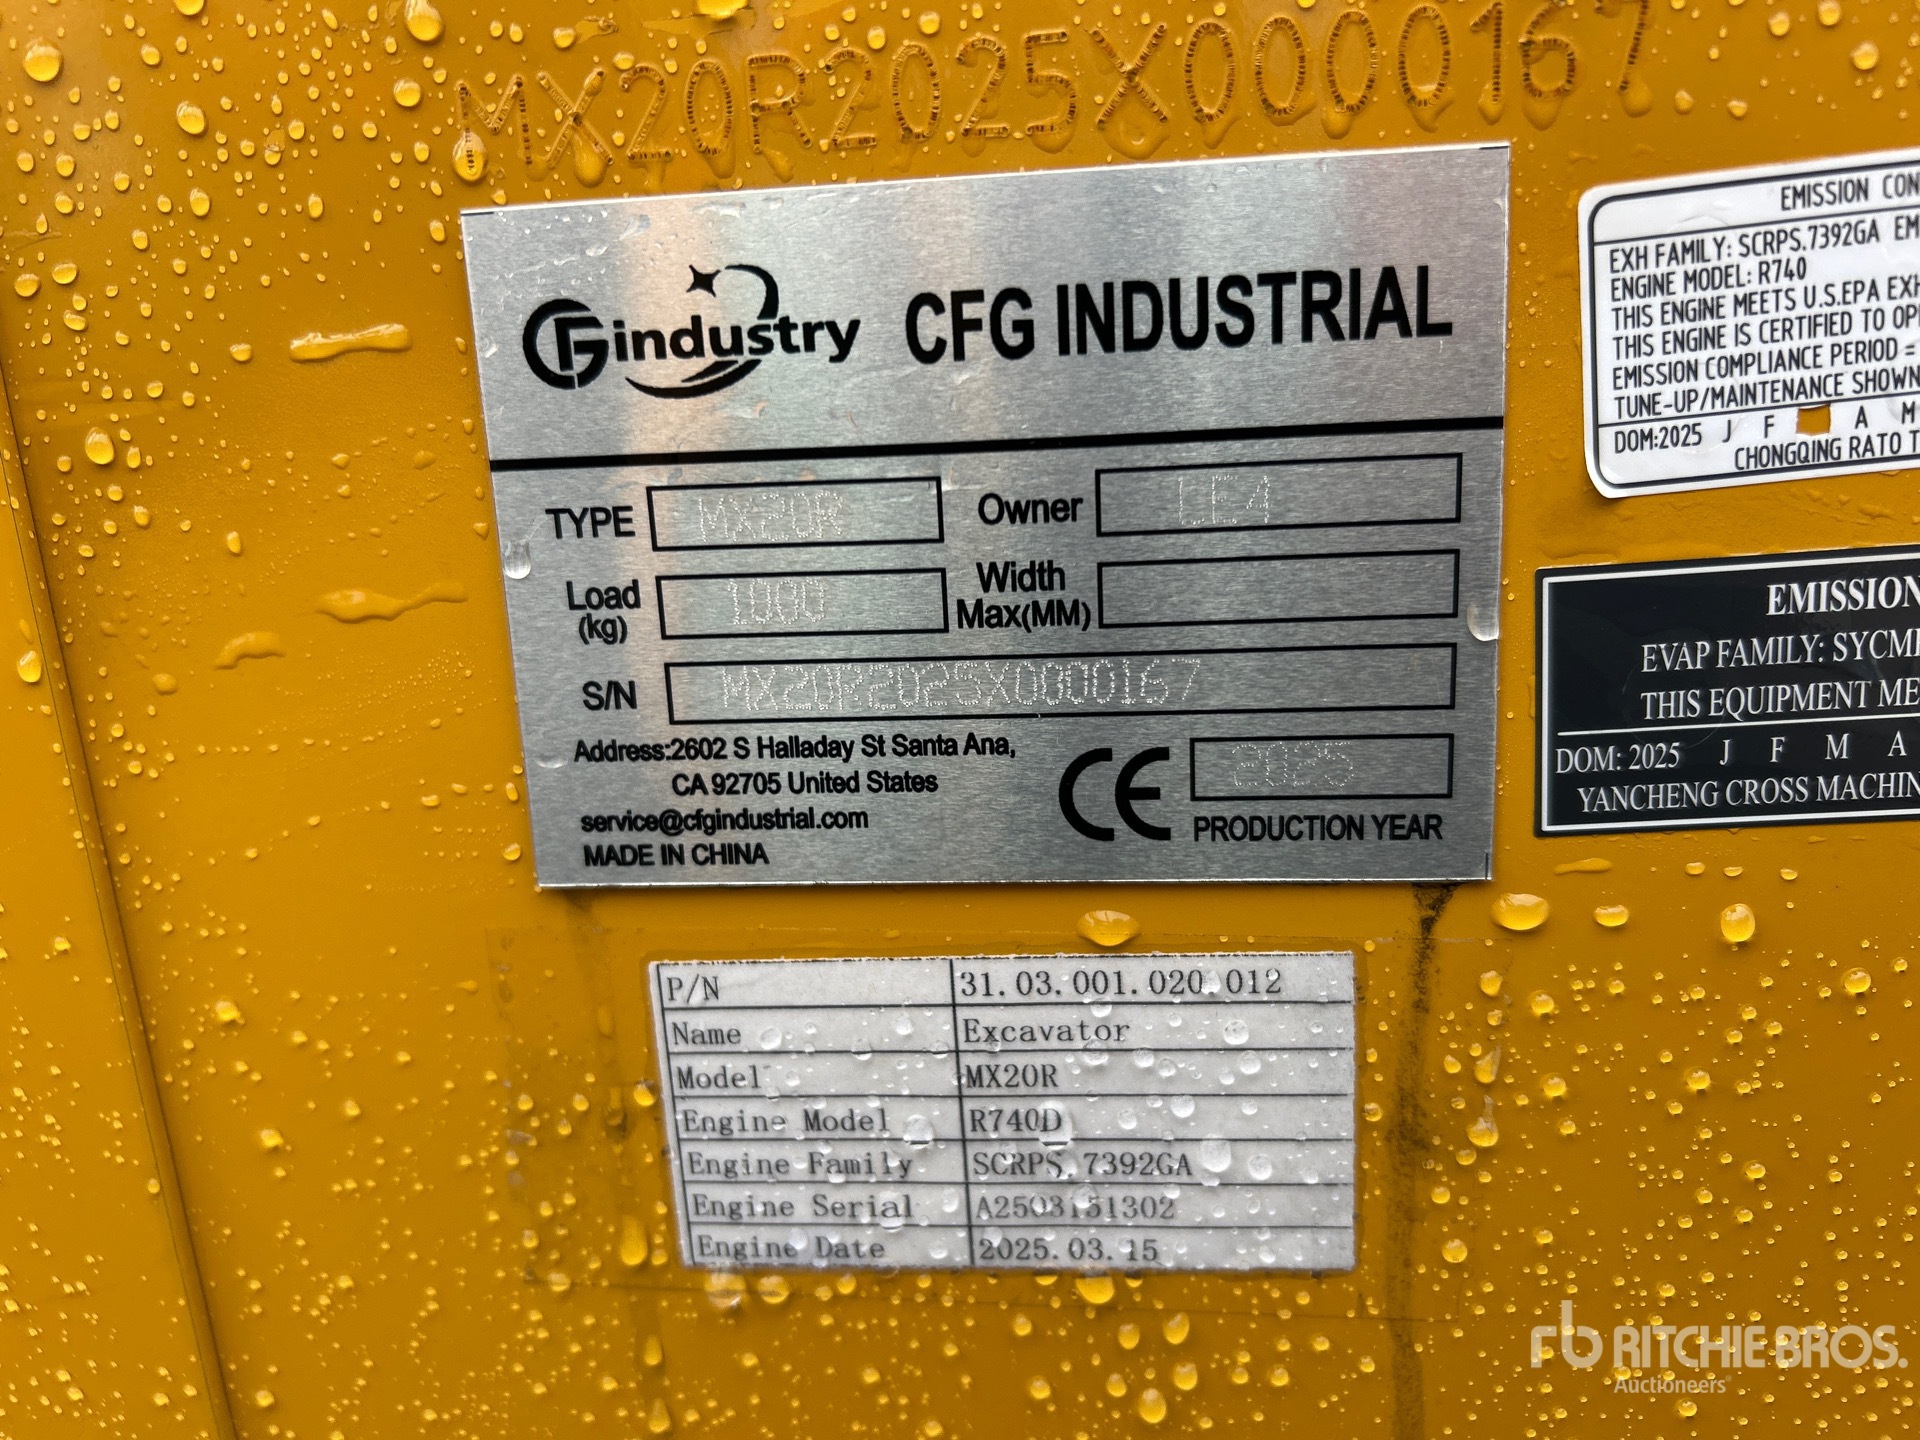 MX20R2025X0000167
CFG industry CFG INDUSTRIAL
TYPE MX20R Owner LE4
Load (kg) 1000 Width Max(MM)
S/N MX20R2025X0000167
Address:2602 S Halladay St Santa Ana,
CA 92705 United States
service@cfgindustrial.com
MADE IN CHINA
CE 2025
PRODUCTION YEAR
P/N 31.03.001.020.012
Name Excavator
Model MX20R
Engine Model R740D
Engine Family SCRPS.7392GA
Engine Serial A2503151302
Engine Date 2025.03.15
EMISSION CON
EXH FAMILY: SCRPS.7392GA EM
ENGINE MODEL: R740
THIS ENGINE MEETS U.S.EPA EXH
THIS ENGINE IS CERTIFIED TO OP
EMISSION COMPLIANCE PERIOD =
TUNE-UP/MAINTENANCE SHOWN
DOM:2025 J F A M
CHONGQING RATO T
EMISSION
EVAP FAMILY: SYCM
THIS EQUIPMENT ME
DOM: 2025 J F M A
YANCHENG CROSS MACHIN
rb RITCHIE BROS.
Auctioneers